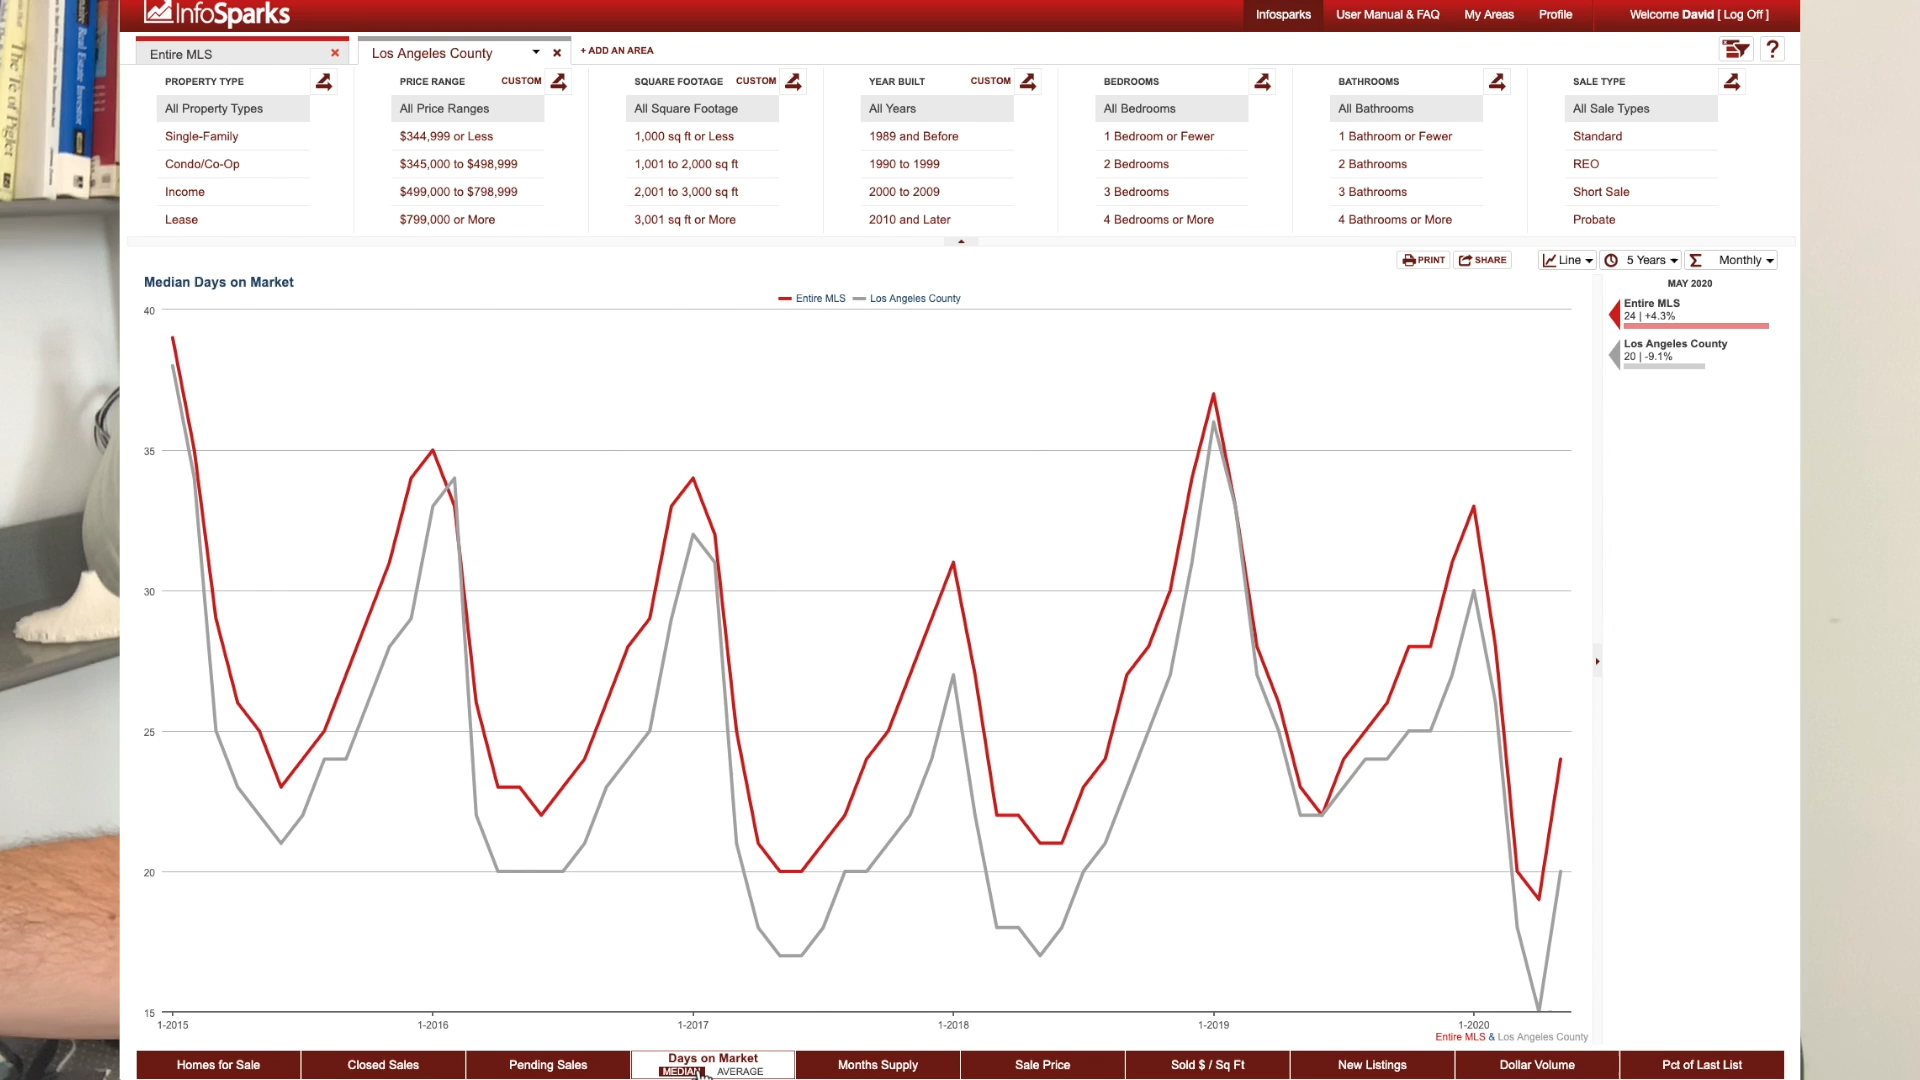 InfoSparks
Infosparks User Manual & FAQ My Areas Profile Welcome David [ Log Off ]
Entire MLS Los Angeles County + ADD AN AREA ?
PROPERTY TYPE
All Property Types
Single-Family
Condo/Co-Op
Income
Lease
PRICE RANGE CUSTOM
All Price Ranges
$344,999 or Less
$345,000 to $498,999
$499,000 to $798,999
$799,000 or More
SQUARE FOOTAGE CUSTOM
All Square Footage
1,000 sq ft or Less
1,001 to 2,000 sq ft
2,001 to 3,000 sq ft
3,001 sq ft or More
YEAR BUILT CUSTOM
All Years
1989 and Before
1990 to 1999
2000 to 2009
2010 and Later
BEDROOMS
All Bedrooms
1 Bedroom or Fewer
2 Bedrooms
3 Bedrooms
4 Bedrooms or More
BATHROOMS
All Bathrooms
1 Bathroom or Fewer
2 Bathrooms
3 Bathrooms
4 Bathrooms or More
SALE TYPE
All Sale Types
Standard
REO
Short Sale
Probate
PRINT SHARE Line 5 Years Σ Monthly
Median Days on Market
Entire MLS Los Angeles County
40
35
30
25
20
15
1-2015 1-2016 1-2017 1-2018 1-2019 1-2020
Entire MLS & Los Angeles County
MAY 2020
Entire MLS
24 | +4.3%
Los Angeles County
20 | -9.1%
Homes for Sale Closed Sales Pending Sales Days on Market Months Supply Sale Price Sold $ / Sq Ft New Listings Dollar Volume Pct of Last List
MEDIAN AVERAGE
The Te of Piglet
Real Estate Investor